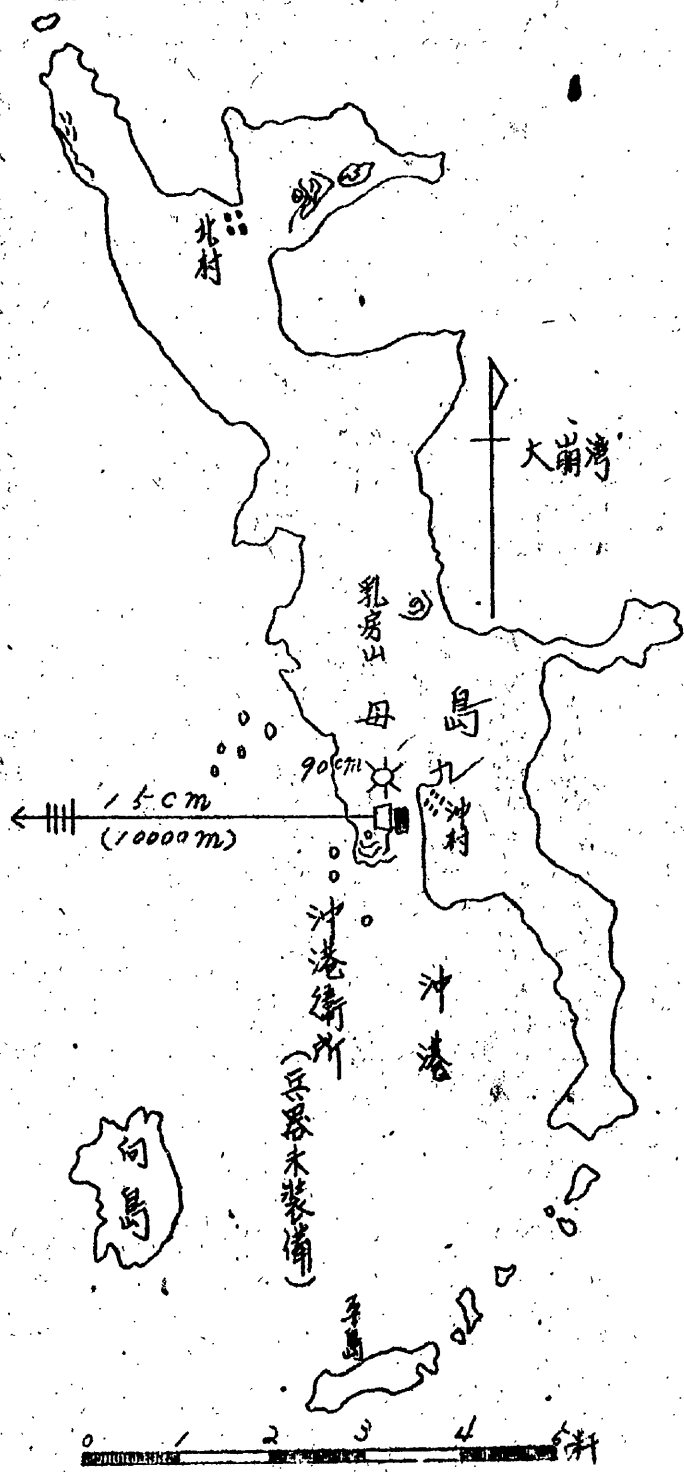 北村
大崩湾
乳房山
母島
90cm
沖村
15cm
(10000m)
沖港衛所
(兵器未装備)
沖港
向島
平島
0 1 2 3 4 5粁